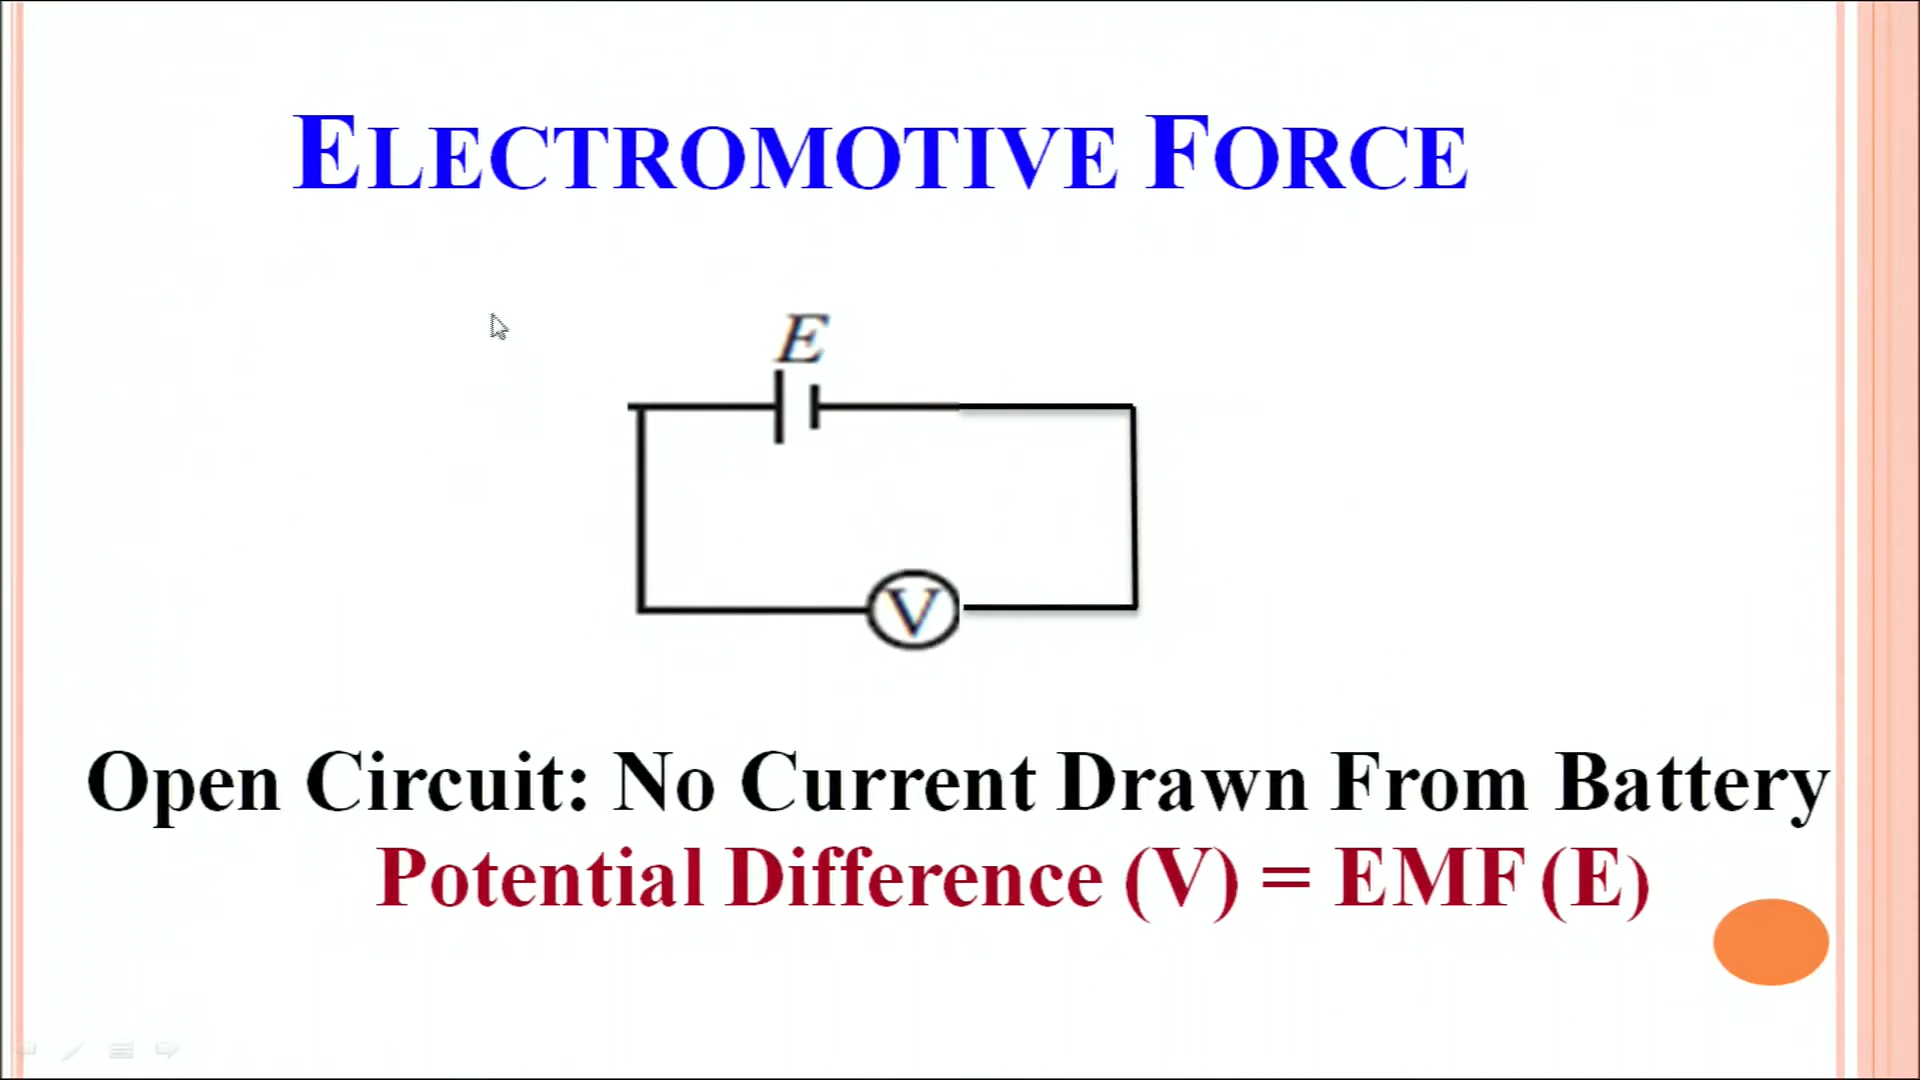 ELECTROMOTIVE FORCE
E
V
Open Circuit: No Current Drawn From Battery
Potential Difference (V) = EMF (E)